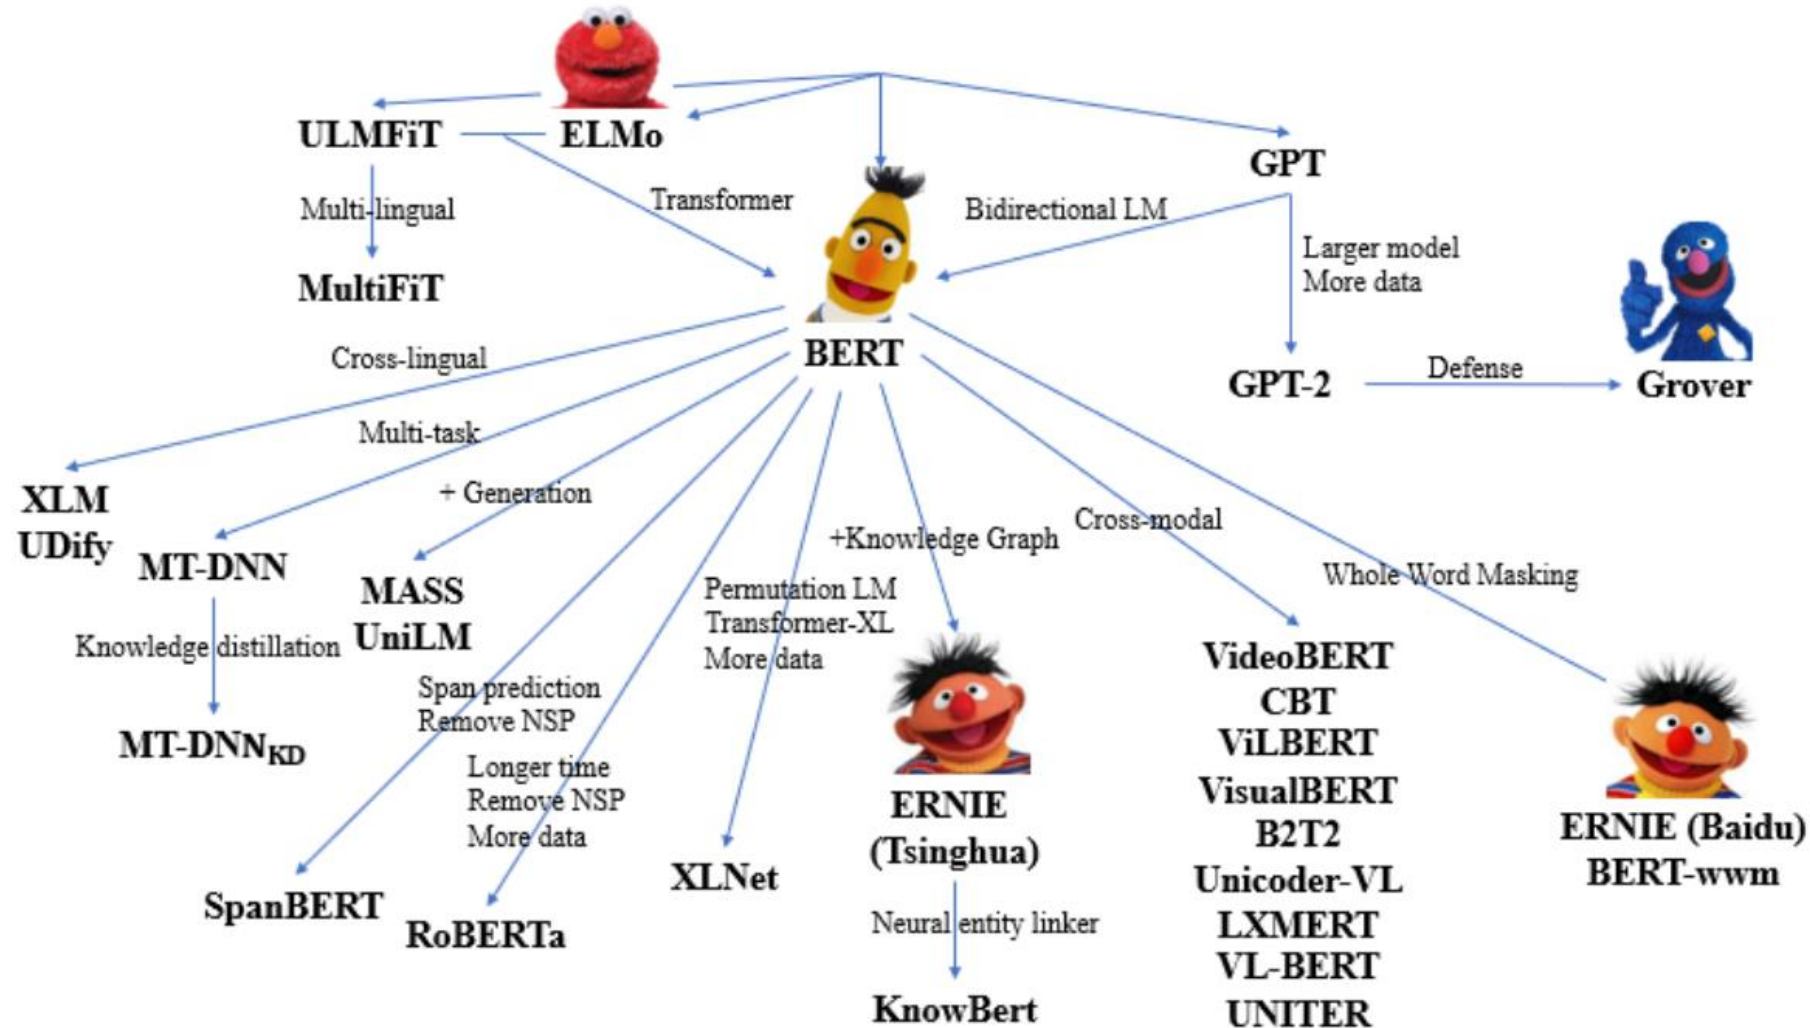 ULMFiT
ELMo
GPT
Multi-lingual
Transformer
Bidirectional LM
Larger model
More data
MultiFiT
BERT
Cross-lingual
GPT-2
Defense
Grover
Multi-task
XLM
UDify
+ Generation
MT-DNN
MASS
UniLM
+Knowledge Graph
Cross-modal
Whole Word Masking
Permutation LM
Transformer-XL
More data
Knowledge distillation
MT-DNNKD
Span prediction
Remove NSP
Longer time
Remove NSP
More data
SpanBERT
RoBERTa
XLNet
ERNIE
(Tsinghua)
Neural entity linker
KnowBert
VideoBERT
CBT
ViLBERT
VisualBERT
B2T2
Unicoder-VL
LXMERT
VL-BERT
UNITER
ERNIE (Baidu)
BERT-wwm